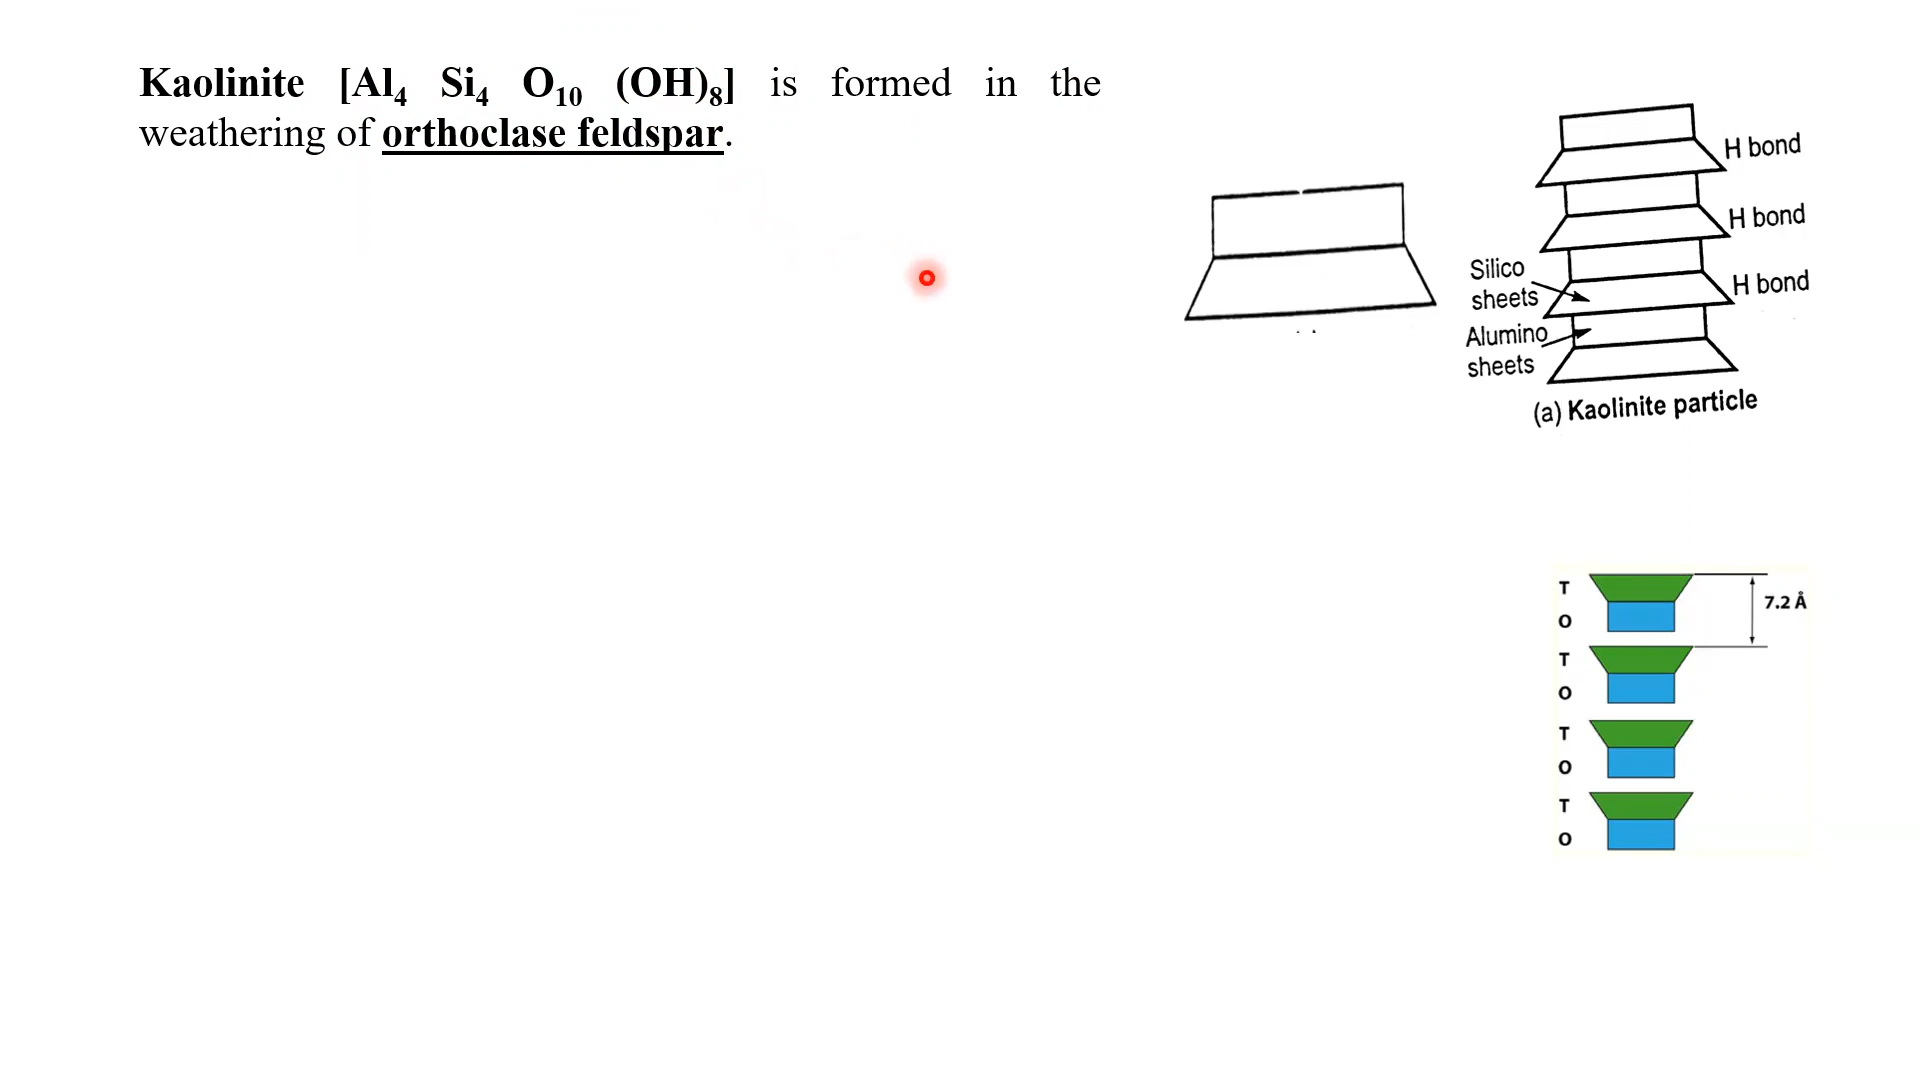 Kaolinite [Al₄ Si₄ O₁₀ (OH)₈] is formed in the
weathering of orthoclase feldspar.
H bond
H bond
H bond
Silico
sheets
Alumino
sheets
(a) Kaolinite particle
T
O
T
O
T
O
T
O
7.2 Å